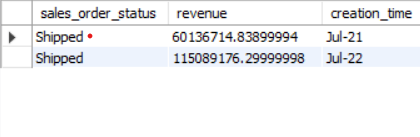 sales_order_status revenue creation_time
Shipped 60136714.83899994 Jul-21
Shipped 115089176.29999998 Jul-22